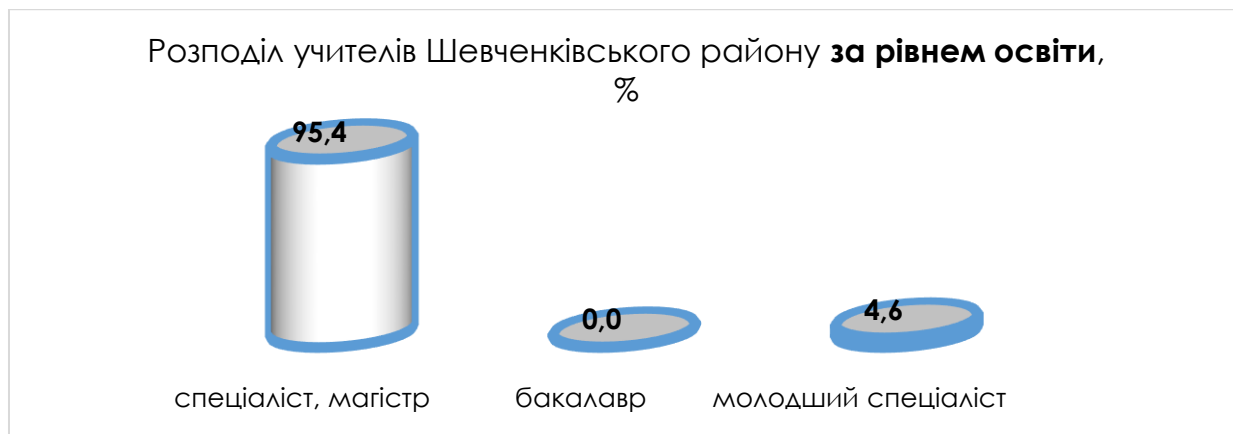 Розподіл учителів Шевченківського району за рівнем освіти,
%
95,4
0,0
4,6
спеціаліст, магістр
бакалавр
молодший спеціаліст